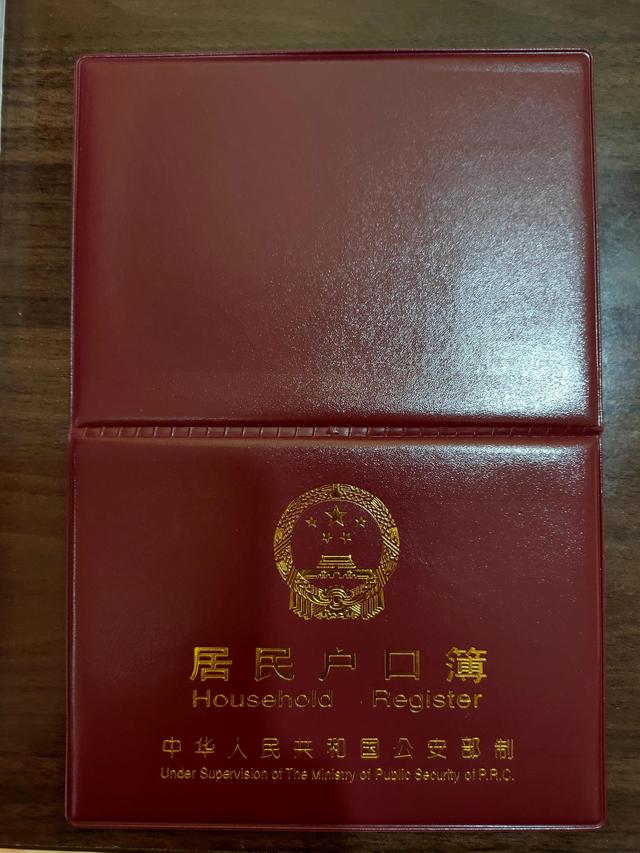 居民户口簿
Household Register
中华人民共和国公安部制
Under Supervision of The Ministry of Public Security of P.R.C.